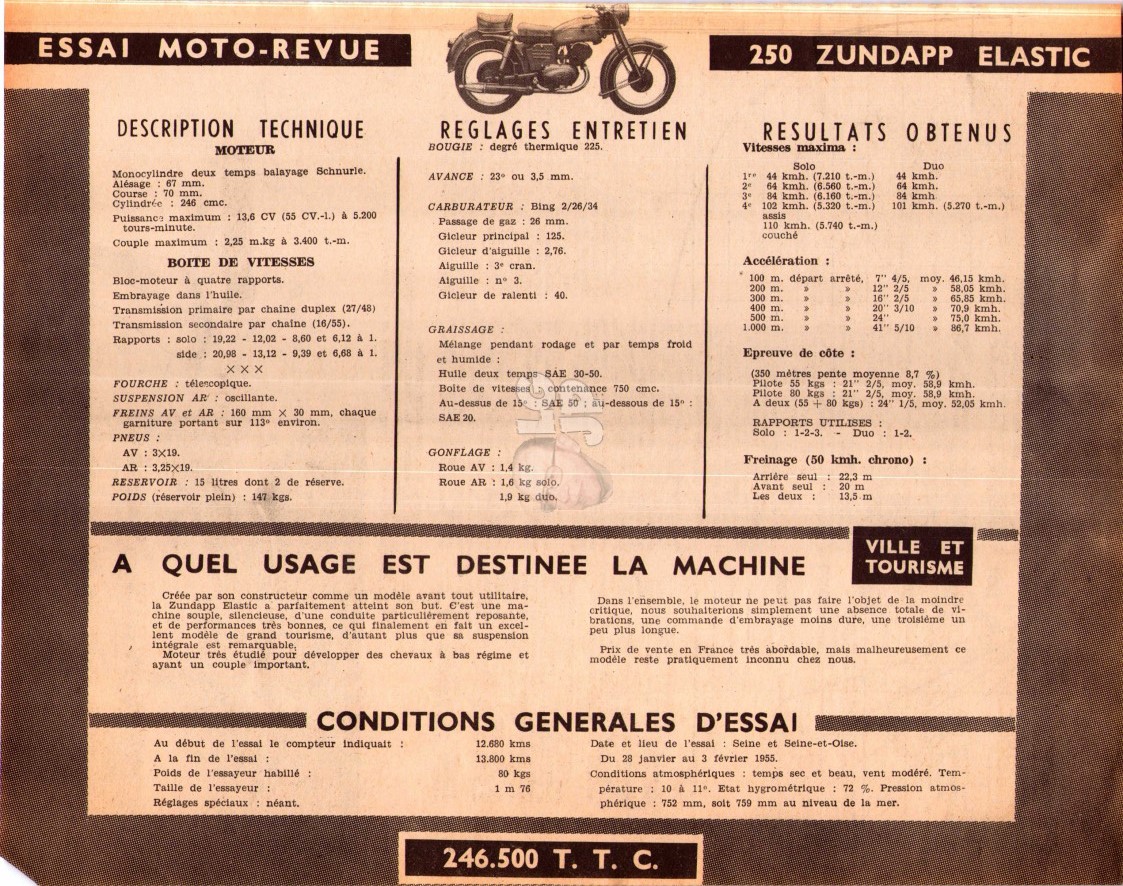 ESSAI MOTO-REVUE
250 ZUNDAPP ELASTIC
DESCRIPTION TECHNIQUE
MOTEUR
Monocylindre deux temps balayage Schnurle.
Alésage : 67 mm.
Course : 70 mm.
Cylindrée : 246 cmc.
Puissance maximum : 13,6 CV (55 CV.-l.) à 5.200
tours-minute.
Couple maximum : 2,25 m.kg à 3.400 t.-m.
BOITE DE VITESSES
Bloc-moteur à quatre rapports.
Embrayage dans l'huile.
Transmission primaire par chaîne duplex (27/48)
Transmission secondaire par chaîne (16/55).
Rapports : solo : 19,22 - 12,02 - 8,60 et 6,12 à 1.
side : 20,98 - 13,12 - 9,39 et 6,68 à 1.
× × ×
FOURCHE : télescopique.
SUSPENSION AR : oscillante.
FREINS AV et AR : 160 mm × 30 mm, chaque
garniture portant sur 113° environ.
PNEUS :
AV : 3×19.
AR : 3,25×19.
RESERVOIR : 15 litres dont 2 de réserve.
POIDS (réservoir plein) : 147 kgs.
REGLAGES ENTRETIEN
BOUGIE : degré thermique 225.
AVANCE : 23° ou 3,5 mm.
CARBURATEUR : Bing 2/26/34
Passage de gaz : 26 mm.
Gicleur principal : 125.
Gicleur d'aiguille : 2,76.
Aiguille : 3e cran.
Aiguille : n° 3.
Gicleur de ralenti : 40.
GRAISSAGE :
Mélange pendant rodage et par temps froid
et humide :
Huile deux temps SAE 30-50.
Boîte de vitesses : contenance 750 cmc.
Au-dessus de 15° : SAE 50 ; au-dessous de 15° :
SAE 20.
GONFLAGE :
Roue AV : 1,4 kg.
Roue AR : 1,6 kg solo.
1,9 kg duo.
RESULTATS OBTENUS
Vitesses maxima :
Solo Duo
1re 44 kmh. (7.210 t.-m.) 44 kmh.
2e 64 kmh. (6.560 t.-m.) 64 kmh.
3e 84 kmh. (6.160 t.-m.) 84 kmh
4e 102 kmh. (5.320 t.-m.) 101 kmh. (5.270 t.-m.)
assis
110 kmh. (5.740 t.-m.)
couché
Accélération :
100 m. départ arrêté, 7" 4/5, moy. 46,15 kmh.
200 m. » » 12" 2/5 » 58,05 kmh.
300 m. » » 16" 2/5 » 65,85 kmh.
400 m. » » 20" 3/10 » 70,9 kmh.
500 m. » » 24" » 75,0 kmh.
1.000 m. » » 41" 5/10 » 86,7 kmh.
Epreuve de côte :
(350 mètres pente moyenne 8,7 %)
Pilote 55 kgs : 21" 2/5, moy. 58,9 kmh.
Pilote 80 kgs : 21" 2/5, moy. 58,9 kmh.
A deux (55 + 80 kgs) : 24" 1/5, moy. 52,05 kmh.
RAPPORTS UTILISES :
Solo : 1-2-3. - Duo : 1-2.
Freinage (50 kmh. chrono) :
Arrière seul : 22,3 m
Avant seul : 20 m
Les deux : 13,5 m
A QUEL USAGE EST DESTINEE LA MACHINE
VILLE ET
TOURISME
Créée par son constructeur comme un modèle avant tout utilitaire,
la Zundapp Elastic a parfaitement atteint son but. C'est une ma-
chine souple, silencieuse, d'une conduite particulièrement reposante,
et de performances très bonnes, ce qui finalement en fait un excel-
lent modèle de grand tourisme, d'autant plus que sa suspension
intégrale est remarquable.
Moteur très étudié pour développer des chevaux à bas régime et
ayant un couple important.
Dans l'ensemble, le moteur ne peut pas faire l'objet de la moindre
critique, nous souhaiterions simplement une absence totale de vi-
brations, une commande d'embrayage moins dure, une troisième un
peu plus longue.
Prix de vente en France très abordable, mais malheureusement ce
modèle reste pratiquement inconnu chez nous.
CONDITIONS GENERALES D'ESSAI
Au début de l'essai le compteur indiquait : 12.680 kms
A la fin de l'essai : 13.800 kms
Poids de l'essayeur habillé : 80 kgs
Taille de l'essayeur : 1 m 76
Réglages spéciaux : néant.
Date et lieu de l'essai : Seine et Seine-et-Oise.
Du 28 janvier au 3 février 1955.
Conditions atmosphériques : temps sec et beau, vent modéré. Tem-
pérature : 10 à 11°. Etat hygrométrique : 72 %. Pression atmos-
phérique : 752 mm, soit 759 mm au niveau de la mer.
246.500 T. T. C.